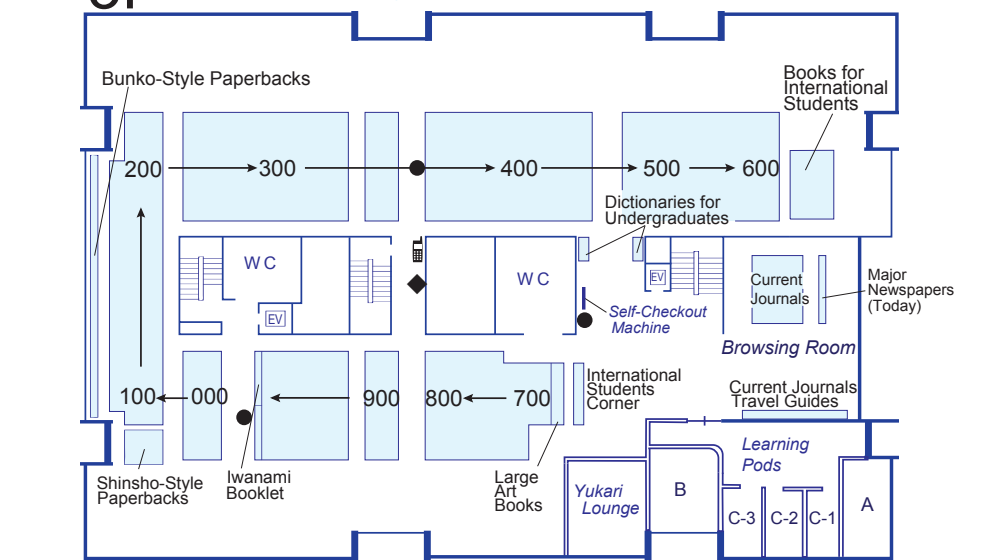 Bunko-Style Paperbacks
Books for
International
Students
200
300
400
500
600
Dictionaries for
Undergraduates
WC
WC
EV
EV
Self-Checkout
Machine
Current
Journals
Major
Newspapers
(Today)
Browsing Room
100
000
900
800
700
International
Students
Corner
Current Journals
Travel Guides
Shinsho-Style
Paperbacks
Iwanami
Booklet
Large
Art
Books
Yukari
Lounge
B
Learning
Pods
C-3
C-2
C-1
A